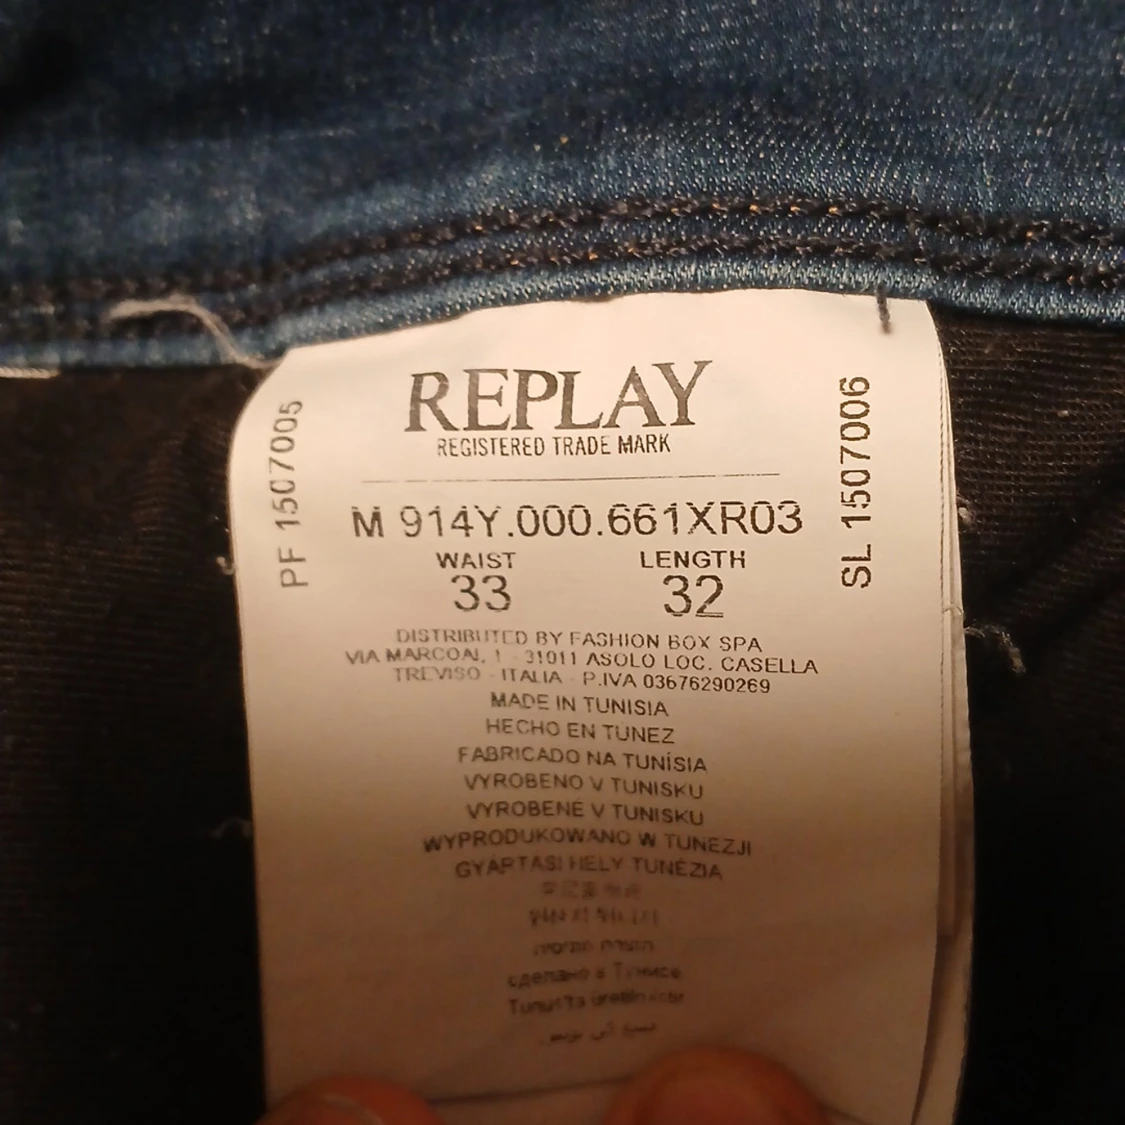 REPLAY
REGISTERED TRADE MARK
PF 1507005
SL 1507006
M 914Y.000.661XR03
WAIST LENGTH
33 32
DISTRIBUTED BY FASHION BOX SPA
VIA MARCONI, 1 - 31011 ASOLO LOC. CASELLA
TREVISO - ITALIA - P.IVA 03676290269
MADE IN TUNISIA
HECHO EN TUNEZ
FABRICADO NA TUNÍSIA
VYROBENO V TUNISKU
VYROBENÉ V TUNISKU
WYPRODUKOWANO W TUNEZJI
GYÁRTASI HELY TUNÉZIA
сделано в Тунисе